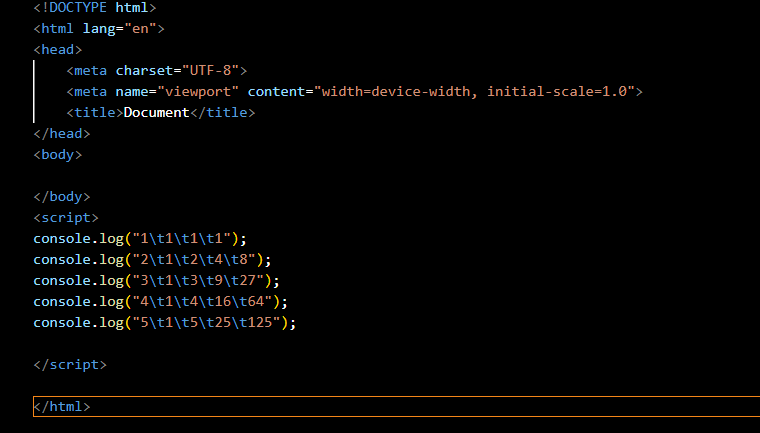 <!DOCTYPE html>
<html lang="en">
<head>
    <meta charset="UTF-8">
    <meta name="viewport" content="width=device-width, initial-scale=1.0">
    <title>Document</title>
</head>
<body>

</body>
<script>
console.log("1\t1\t1\t1");
console.log("2\t1\t2\t4\t8");
console.log("3\t1\t3\t9\t27");
console.log("4\t1\t4\t16\t64");
console.log("5\t1\t5\t25\t125");

</script>

</html>